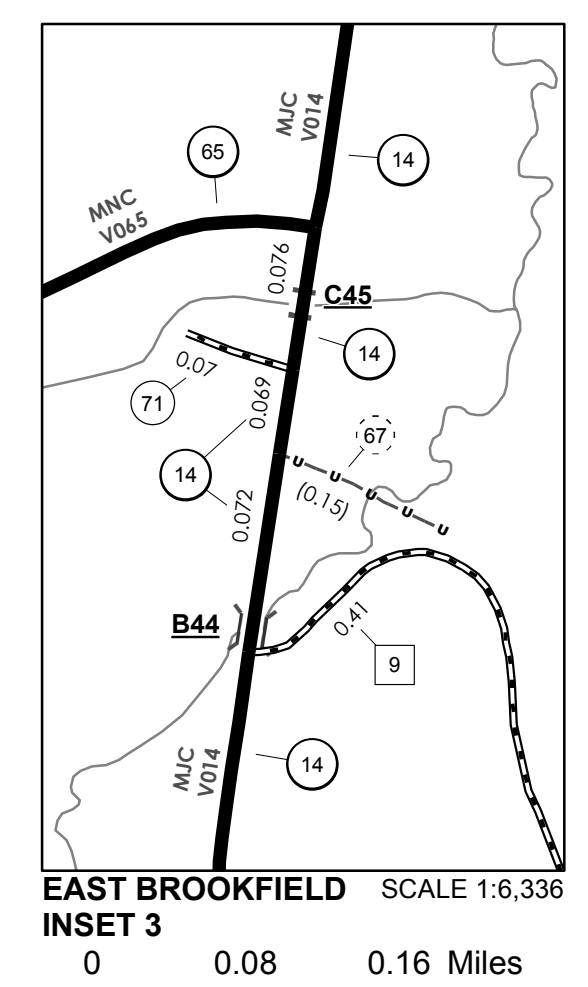 MJC
V014
65
14
MNC
V065
0.076
C45
14
0.07
71
0.069
67
14
(0.15)
0.072
U U U U U
B44
0.41
9
MJC
V014
14
EAST BROOKFIELD SCALE 1:6,336
INSET 3
0 0.08 0.16 Miles